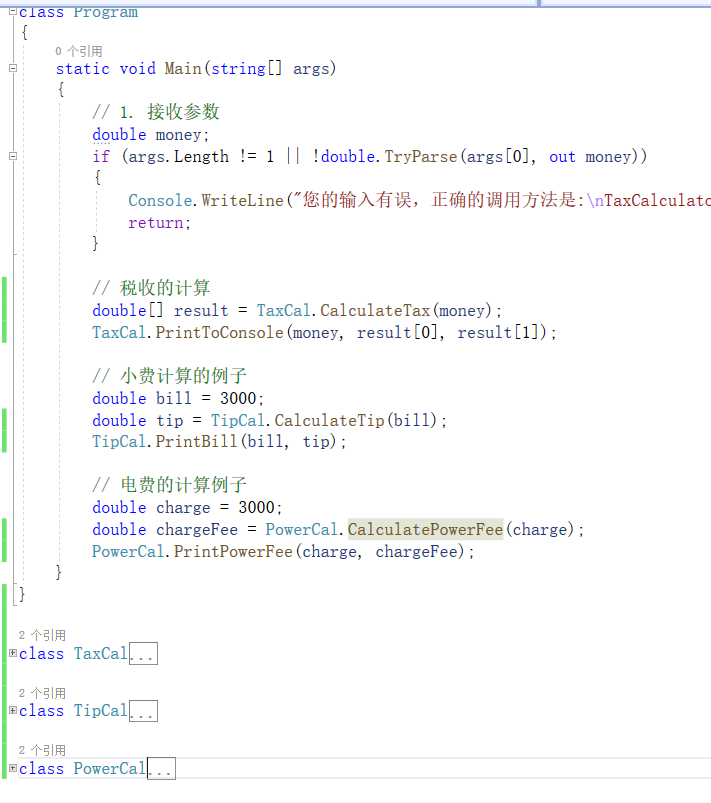 class Program
{
0 个引用
static void Main(string[] args)
{
// 1. 接收参数
double money;
if (args.Length != 1 || !double.TryParse(args[0], out money))
{
Console.WriteLine("您的输入有误，正确的调用方法是:\nTaxCalculato
return;
}
// 税收的计算
double[] result = TaxCal.CalculateTax(money);
TaxCal.PrintToConsole(money, result[0], result[1]);
// 小费计算的例子
double bill = 3000;
double tip = TipCal.CalculateTip(bill);
TipCal.PrintBill(bill, tip);
// 电费的计算例子
double charge = 3000;
double chargeFee = PowerCal.CalculatePowerFee(charge);
PowerCal.PrintPowerFee(charge, chargeFee);
}
}
2 个引用
class TaxCal...
2 个引用
class TipCal...
2 个引用
class PowerCal...